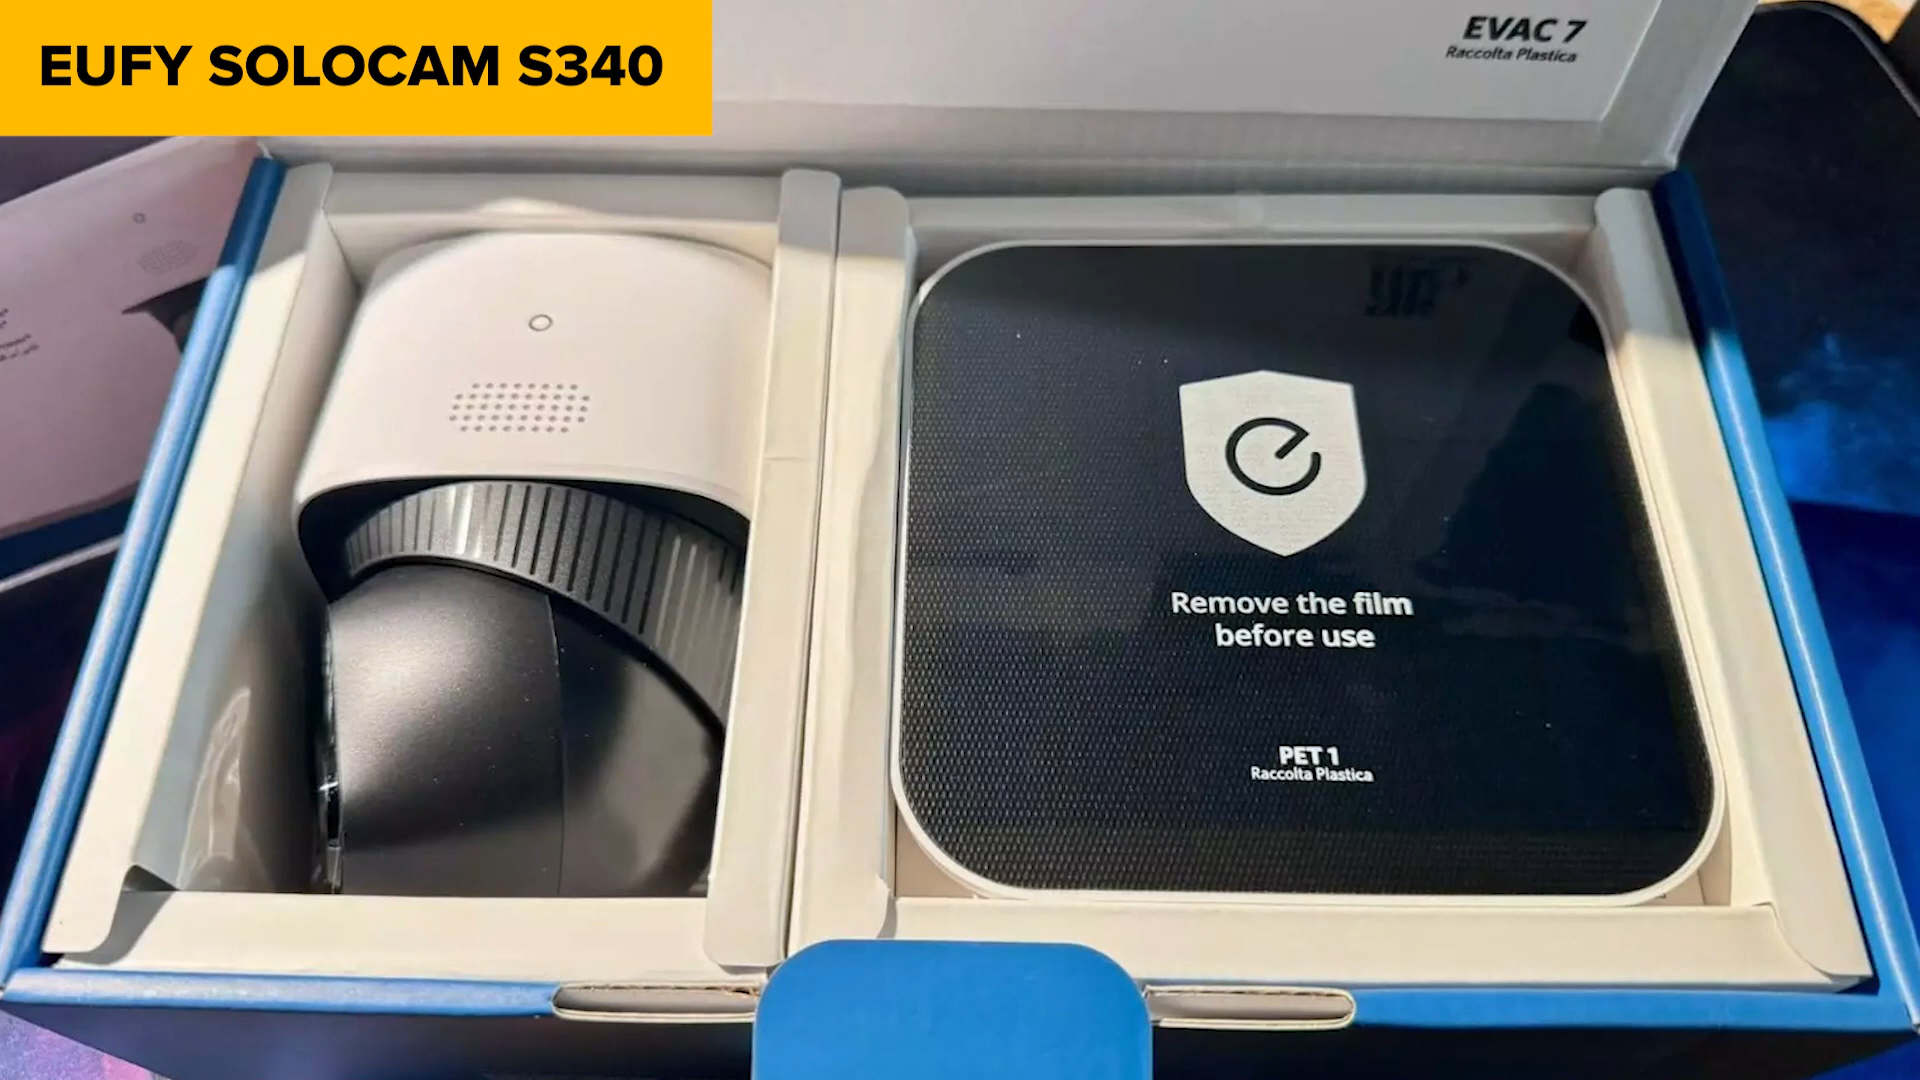 EUFY SOLOCAM S340
EVAC 7
Raccolta Plastica
Remove the film
before use
PET 1
Raccolta Plastica